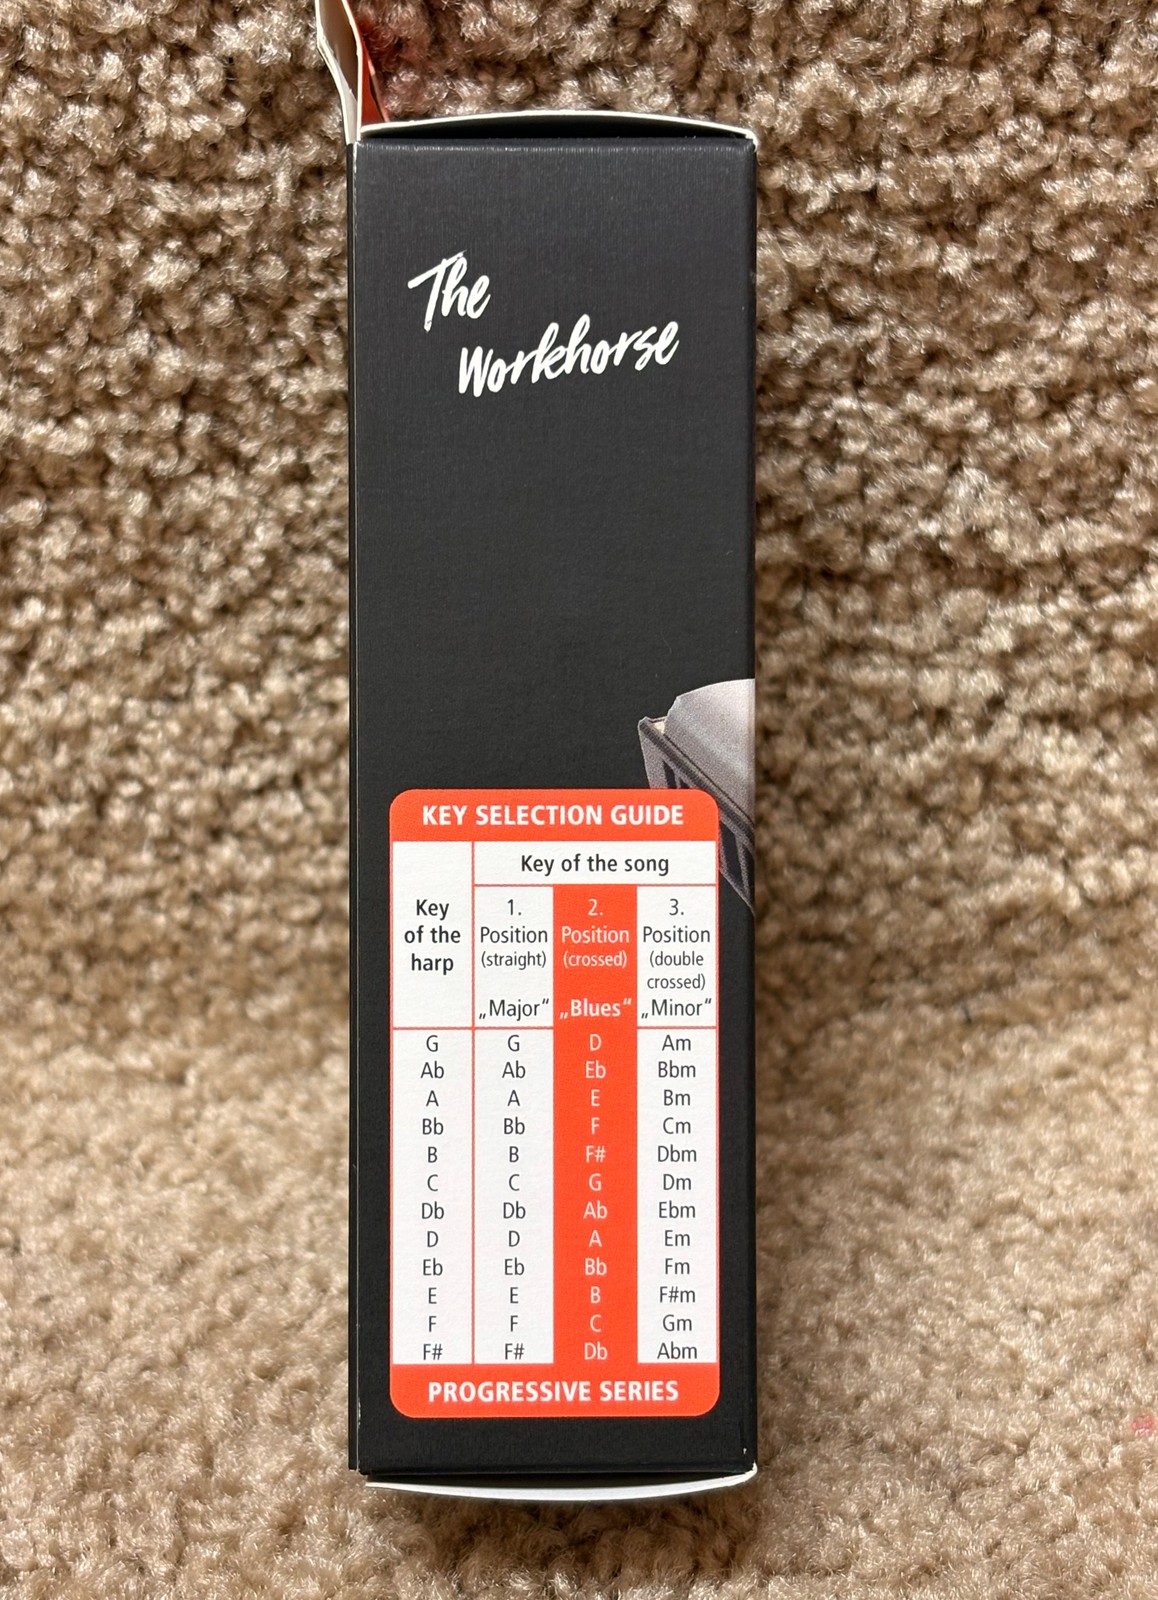 The
Workhorse
KEY SELECTION GUIDE
Key of the song
Key of the harp
1. Position (straight) „Major“
2. Position (crossed) „Blues“
3. Position (double crossed) „Minor“
G G D Am
Ab Ab Eb Bbm
A A E Bm
Bb Bb F Cm
B B F# Dbm
C C G Dm
Db Db Ab Ebm
D D A Em
Eb Eb Bb Fm
E E B F#m
F F C Gm
F# F# Db Abm
PROGRESSIVE SERIES